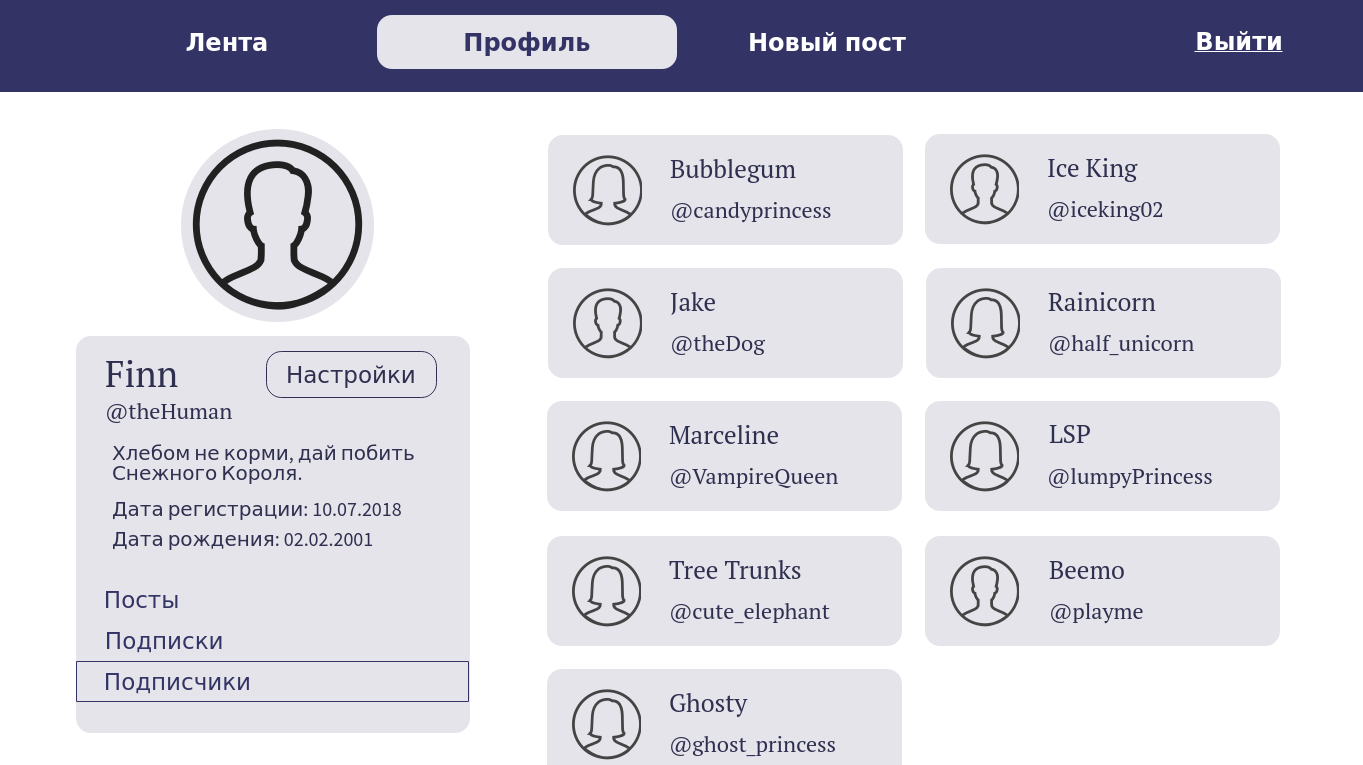 Лента
Профиль
Новый пост
Выйти
Finn
Настройки
@theHuman
Хлебом не корми, дай побить
Снежного Короля.
Дата регистрации: 10.07.2018
Дата рождения: 02.02.2001
Посты
Подписки
Подписчики
Bubblegum
@candyprincess
Ice King
@iceking02
Jake
@theDog
Rainicorn
@half_unicorn
Marceline
@VampireQueen
LSP
@lumpyPrincess
Tree Trunks
@cute_elephant
Beemo
@playme
Ghosty
@ghost_princess